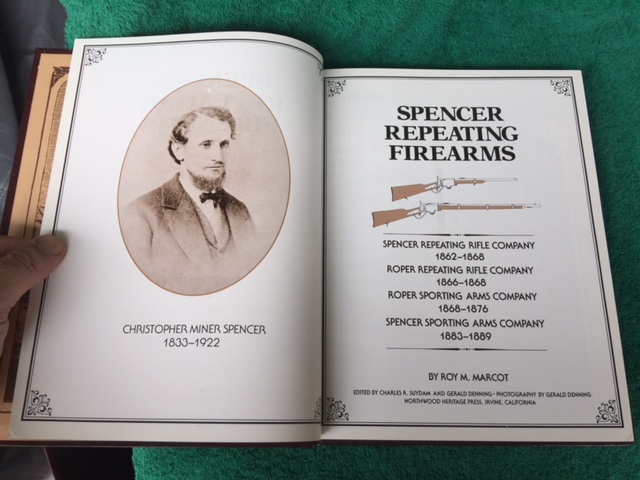 CHRISTOPHER MINER SPENCER
1833–1922
SPENCER
REPEATING
FIREARMS
SPENCER REPEATING RIFLE COMPANY
1862–1868
ROPER REPEATING RIFLE COMPANY
1866–1868
ROPER SPORTING ARMS COMPANY
1868–1876
SPENCER SPORTING ARMS COMPANY
1883–1889
BY ROY M. MARCOT
EDITED BY CHARLES R. SUYDAM AND GERALD DENNING • PHOTOGRAPHY BY GERALD DENNING
NORTHWOOD HERITAGE PRESS, IRVINE, CALIFORNIA